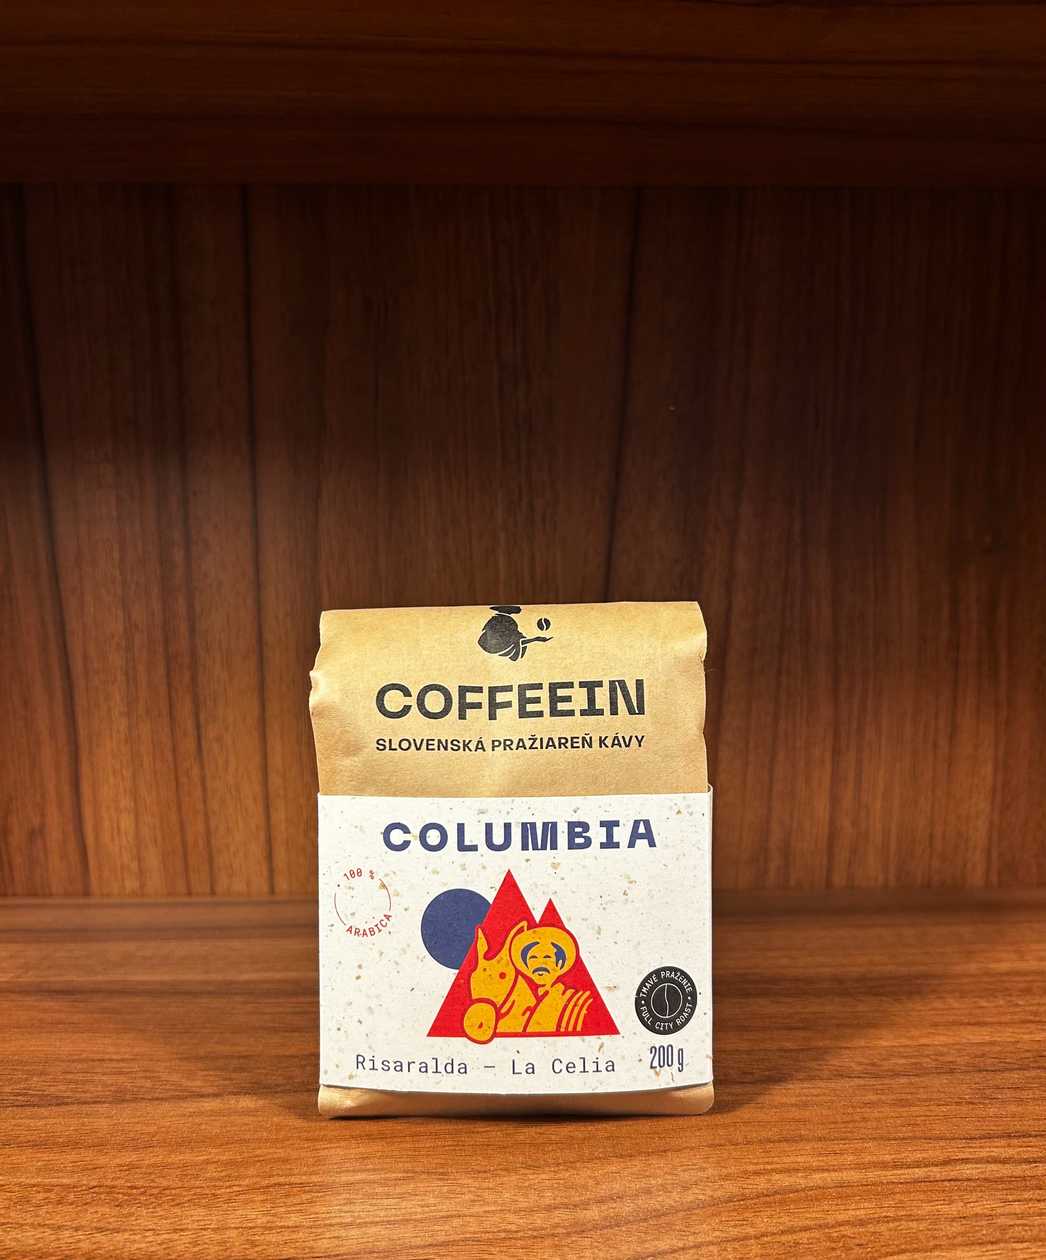 COFFEEIN
SLOVENSKÁ PRAŽIAREŇ KÁVY
COLUMBIA
100 %
ARABICA
TMAVÉ PRAŽENIE
FULL CITY ROAST
Risaralda — La Celia
200 g